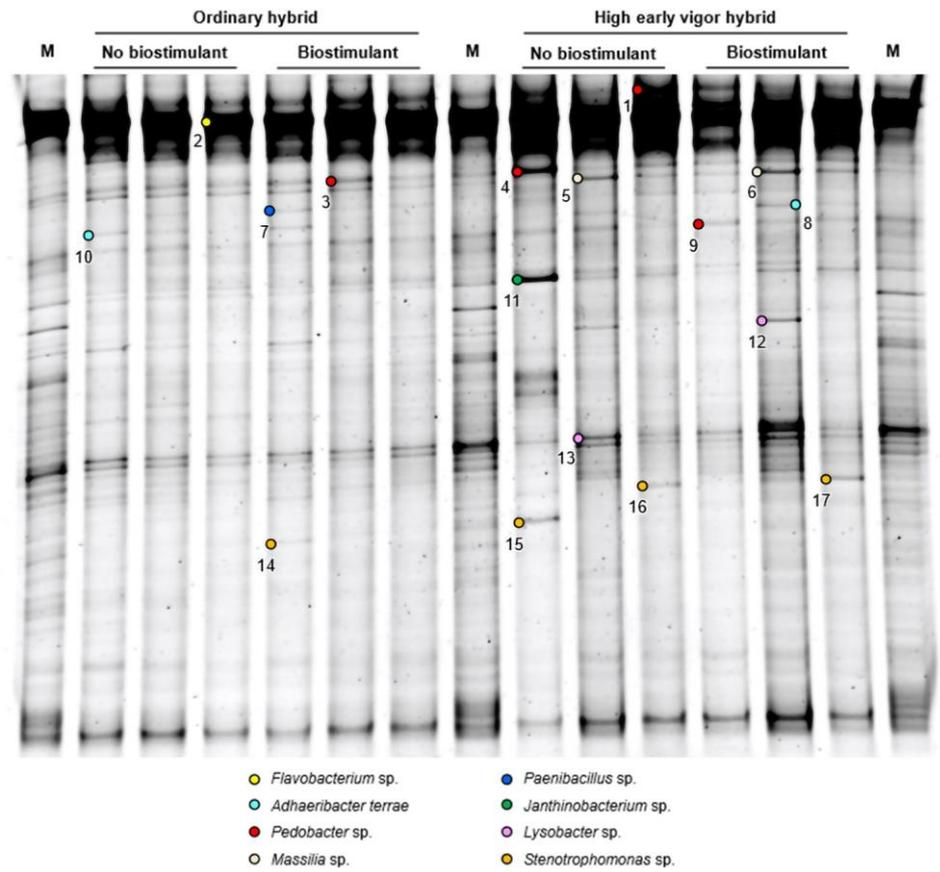 Ordinary hybrid High early vigor hybrid
M No biostimulant Biostimulant M No biostimulant Biostimulant M
1
2
4
3 5 6
7 8
10 9
11
12
13
16 17
15
14
Flavobacterium sp. Paenibacillus sp.
Adhaeribacter terrae Janthinobacterium sp.
Pedobacter sp. Lysobacter sp.
Massilia sp. Stenotrophomonas sp.